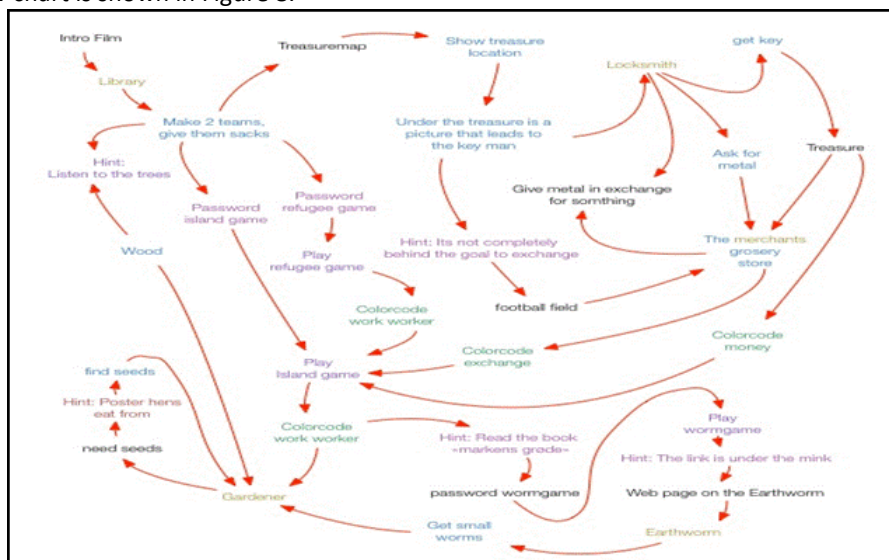 Intro Film
Library
Make 2 teams,
give them sacks
Hint:
Listen to the trees
Wood
Treasuremap
Show treasure
location
Under the treasure is a
picture that leads to
the key man
Locksmith
get key
Treasure
Ask for
metal
Give metal in exchange
for somthing
The merchants
grosery
store
Password
island game
Password
refugee game
Play
refugee game
Hint: Its not completely
behind the goal to exchange
football field
Colorcode
work worker
Colorcode
exchange
Colorcode
money
Play
Island game
find seeds
Hint: Poster hens
eat from
need seeds
Gardener
Colorcode
work worker
Hint: Read the book
«markens grøde»
password wormgame
Play
wormgame
Hint: The link is under the mink
Web page on the Earthworm
Earthworm
Get small
worms